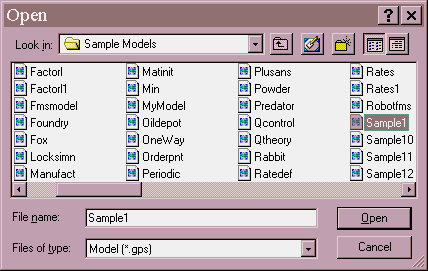 Open
Look in: Sample Models
Factorl Matinit Plusans Rates
Factorl1 Min Powder Rates1
Fmsmodel MyModel Predator Robotfms
Foundry Oildepot Qcontrol Sample1
Fox OneWay Qtheory Sample10
Locksimn Orderpnt Rabbit Sample11
Manufact Periodic Ratedef Sample12
File name: Sample1 Open
Files of type: Model (*.gps) Cancel